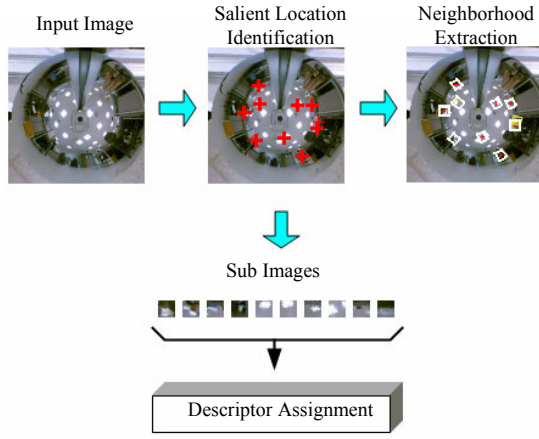 Input Image
Salient Location
Identification
Neighborhood
Extraction
Sub Images
Descriptor Assignment